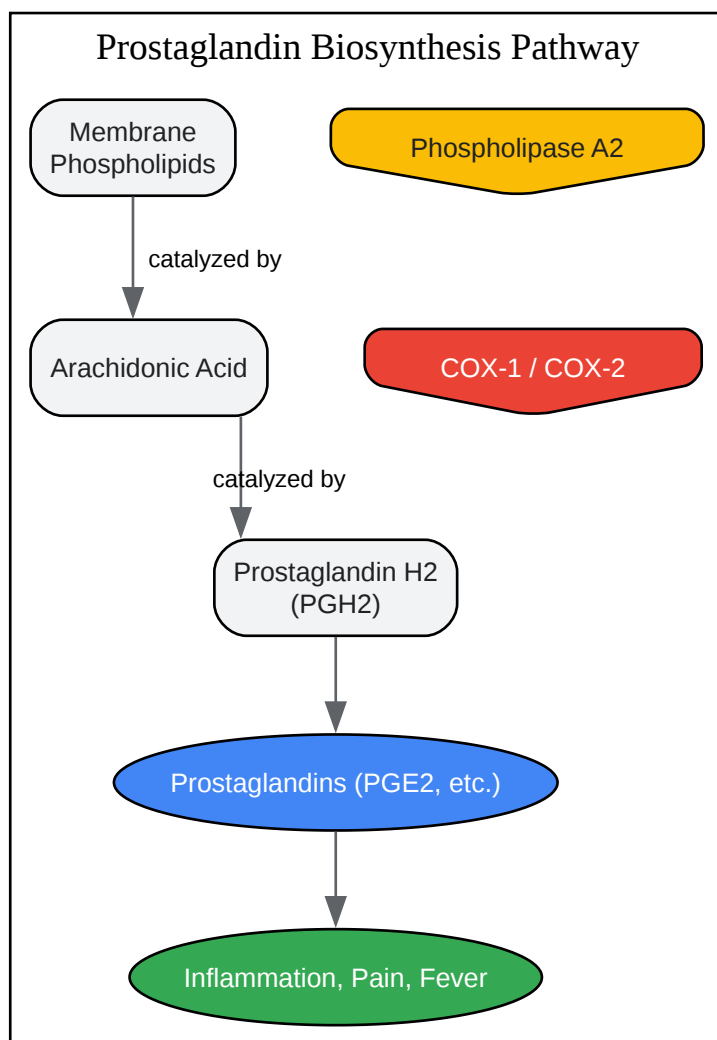 Prostaglandin Biosynthesis Pathway
Membrane
Phospholipids
Phospholipase A2
catalyzed by
Arachidonic Acid
COX-1 / COX-2
catalyzed by
Prostaglandin H2
(PGH2)
Prostaglandins (PGE2, etc.)
Inflammation, Pain, Fever